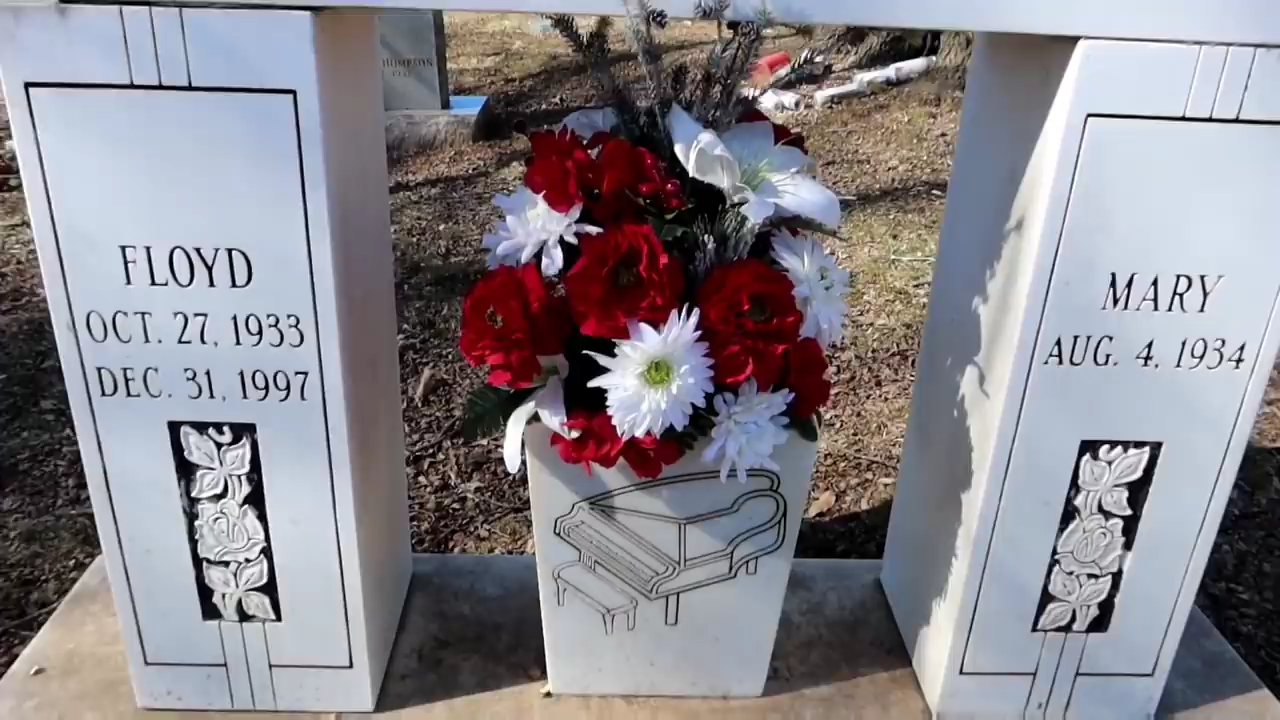 FLOYD
OCT. 27, 1933
DEC. 31, 1997
MARY
AUG. 4, 1934